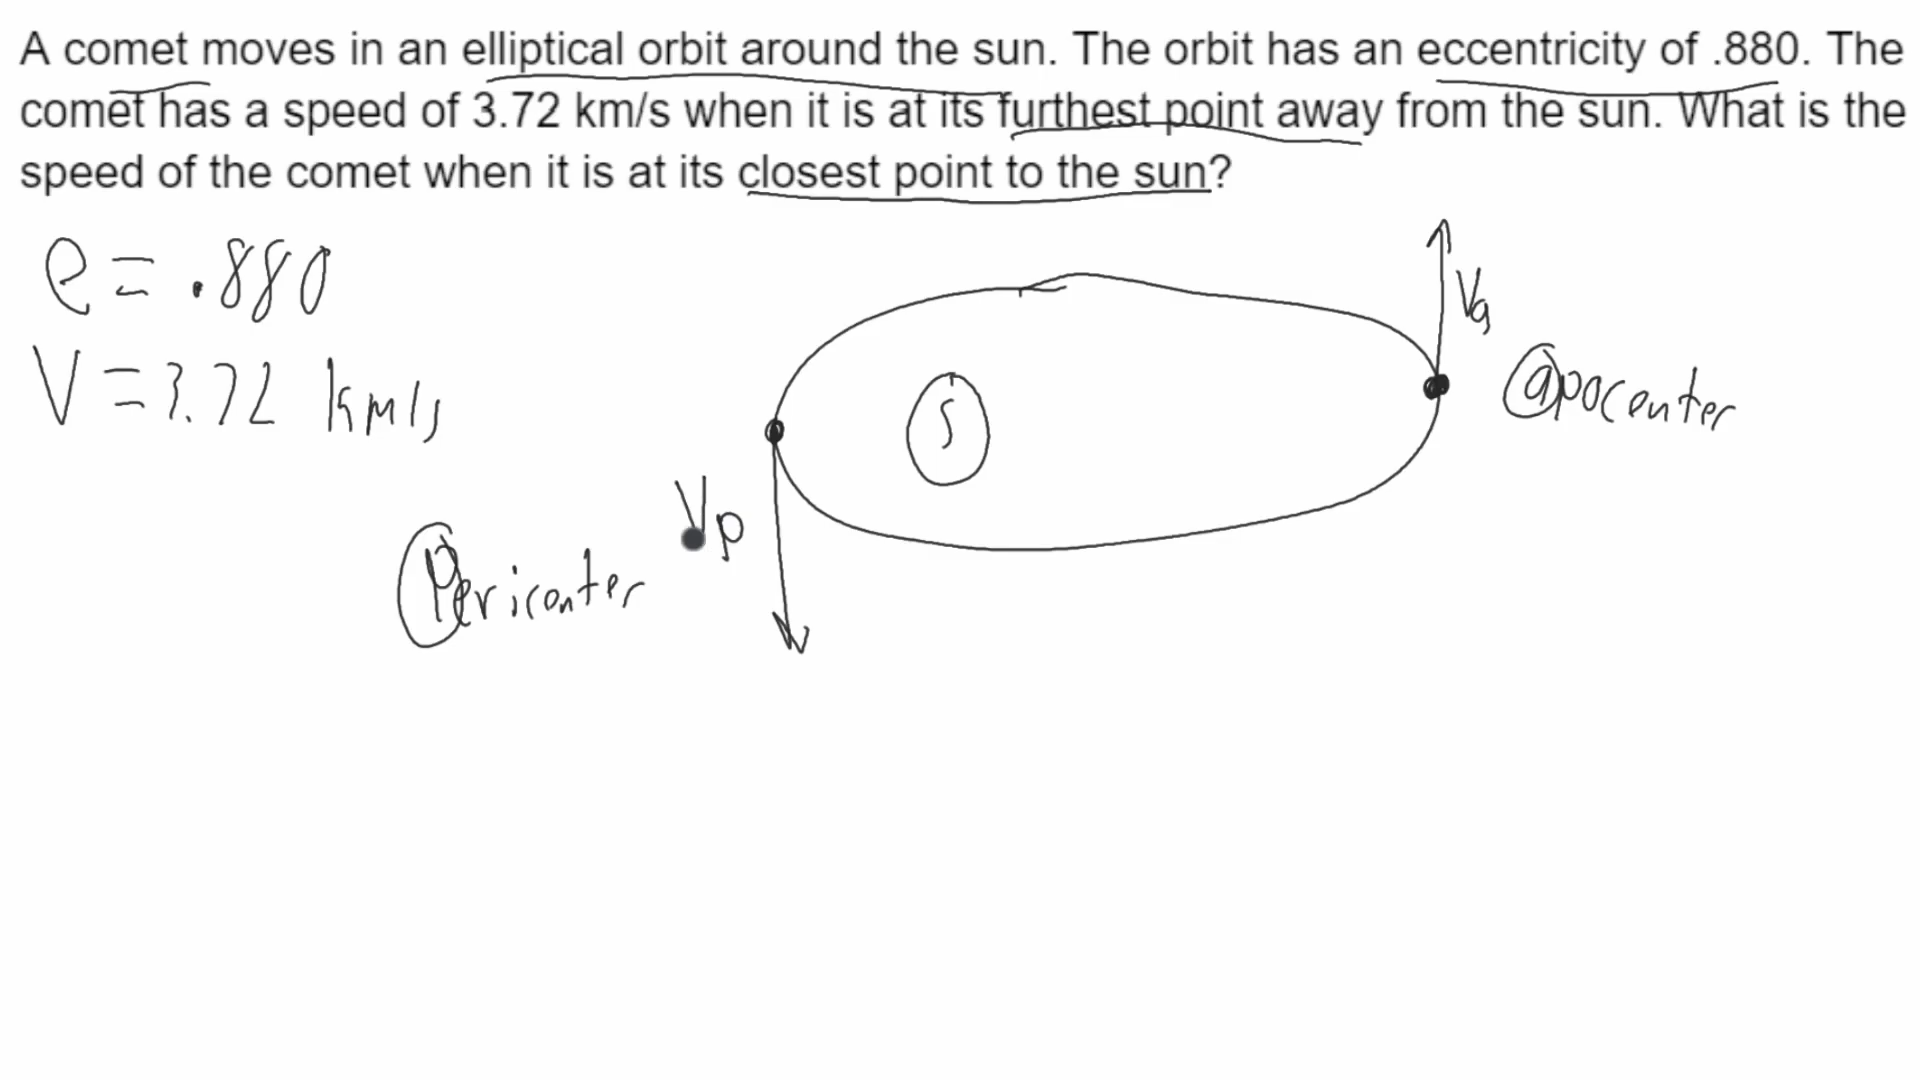 A comet moves in an elliptical orbit around the sun. The orbit has an eccentricity of .880. The
comet has a speed of 3.72 km/s when it is at its furthest point away from the sun. What is the
speed of the comet when it is at its closest point to the sun?
e = .880
V = 3.72 km/s
Va
apocenter
S
Vp
Pericenter